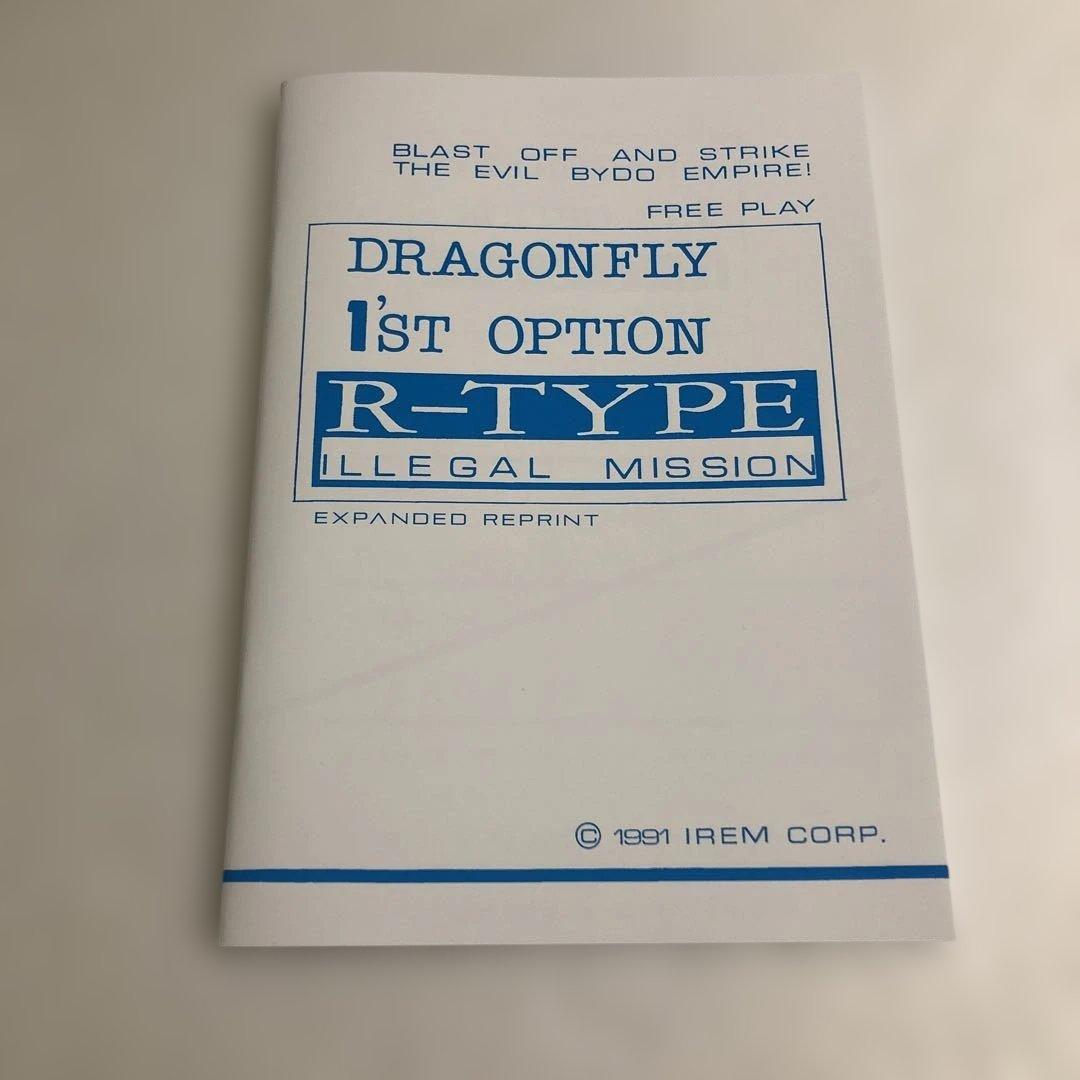 BLAST OFF AND STRIKE
THE EVIL BYDO EMPIRE!
FREE PLAY
DRAGONFLY
1'ST OPTION
R-TYPE
ILLEGAL MISSION
EXPANDED REPRINT
© 1991 IREM CORP.